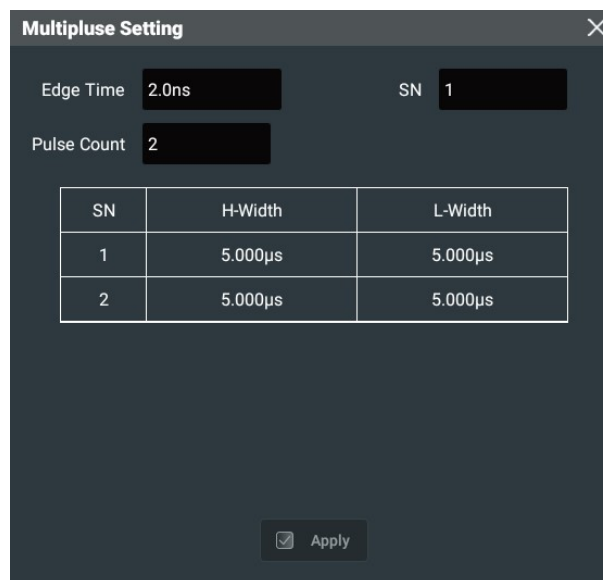 Multipluse Setting
Edge Time 2.0ns SN 1
Pulse Count 2
SN H-Width L-Width
1 5.000µs 5.000µs
2 5.000µs 5.000µs
Apply